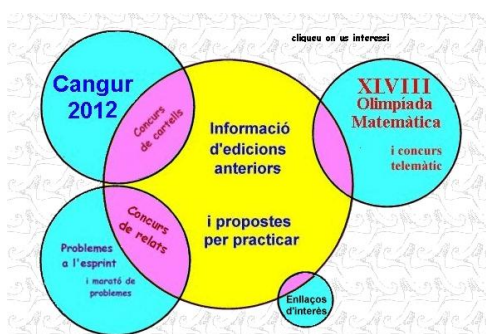 cliqueu on us interessi
Cangur
2012
Concurs
de cartells
XLVIII
Olimpíada
Matemàtica
i concurs
telemàtic
Informació
d'edicions
anteriors
i propostes
per practicar
Concurs
de relats
Problemes
a l'esprint
i marató de
problemes
Enllaços
d'interès